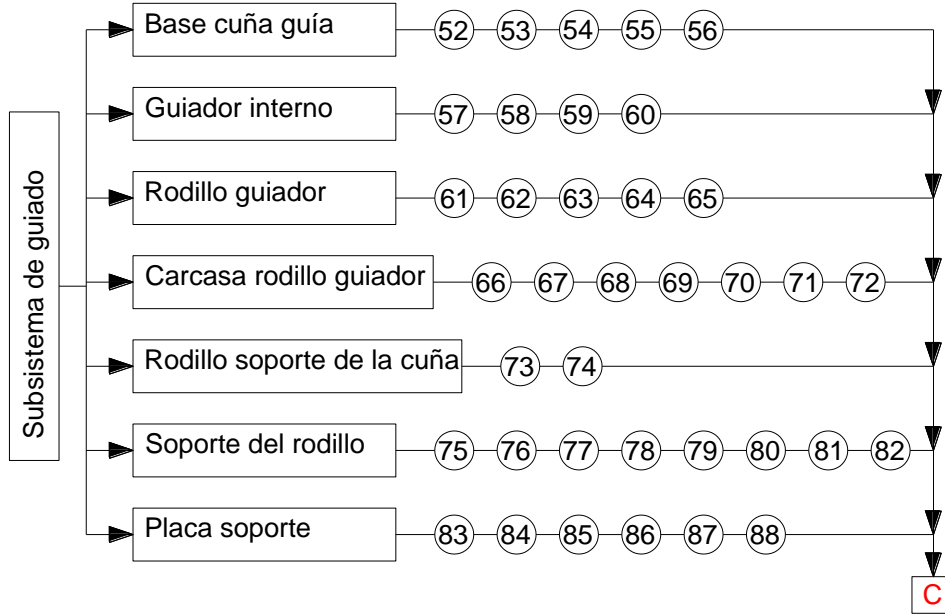 Subsistema de guiado
Base cuña guía 52 53 54 55 56
Guiador interno 57 58 59 60
Rodillo guiador 61 62 63 64 65
Carcasa rodillo guiador 66 67 68 69 70 71 72
Rodillo soporte de la cuña 73 74
Soporte del rodillo 75 76 77 78 79 80 81 82
Placa soporte 83 84 85 86 87 88
C